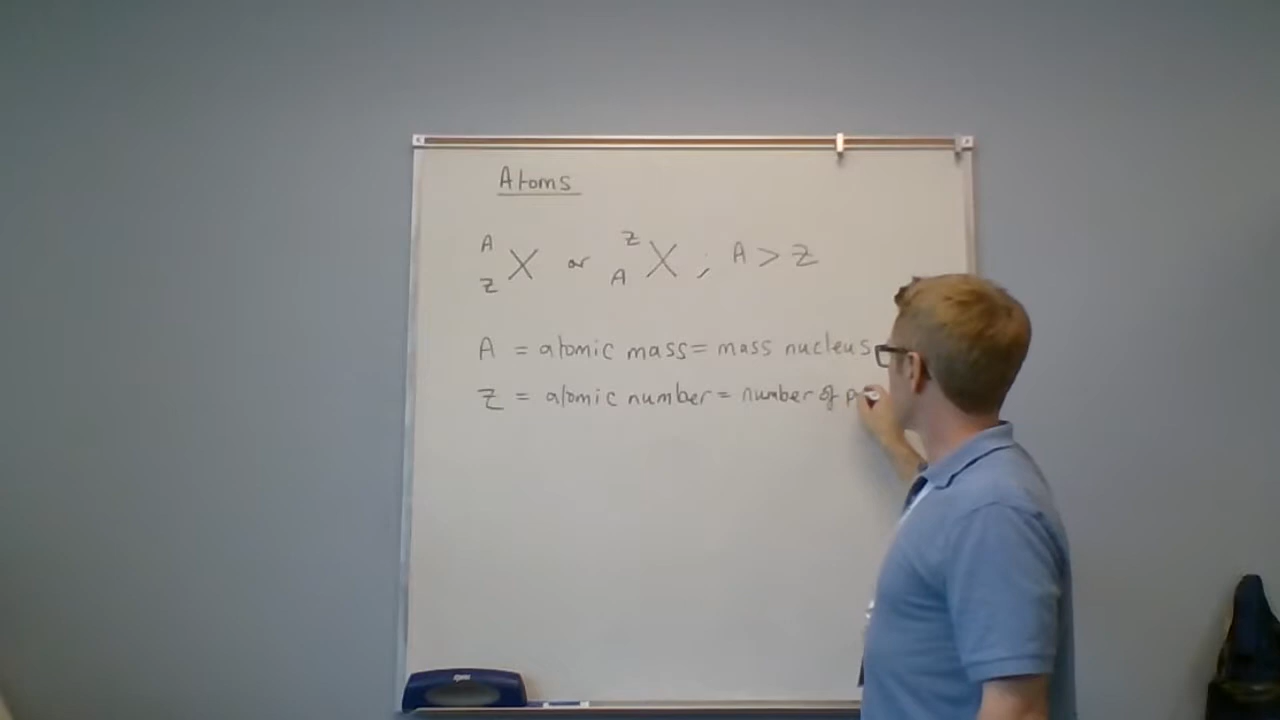 Atoms
A Z X or Z A X ; A > Z
A = atomic mass = mass nucleus
Z = atomic number = number of p